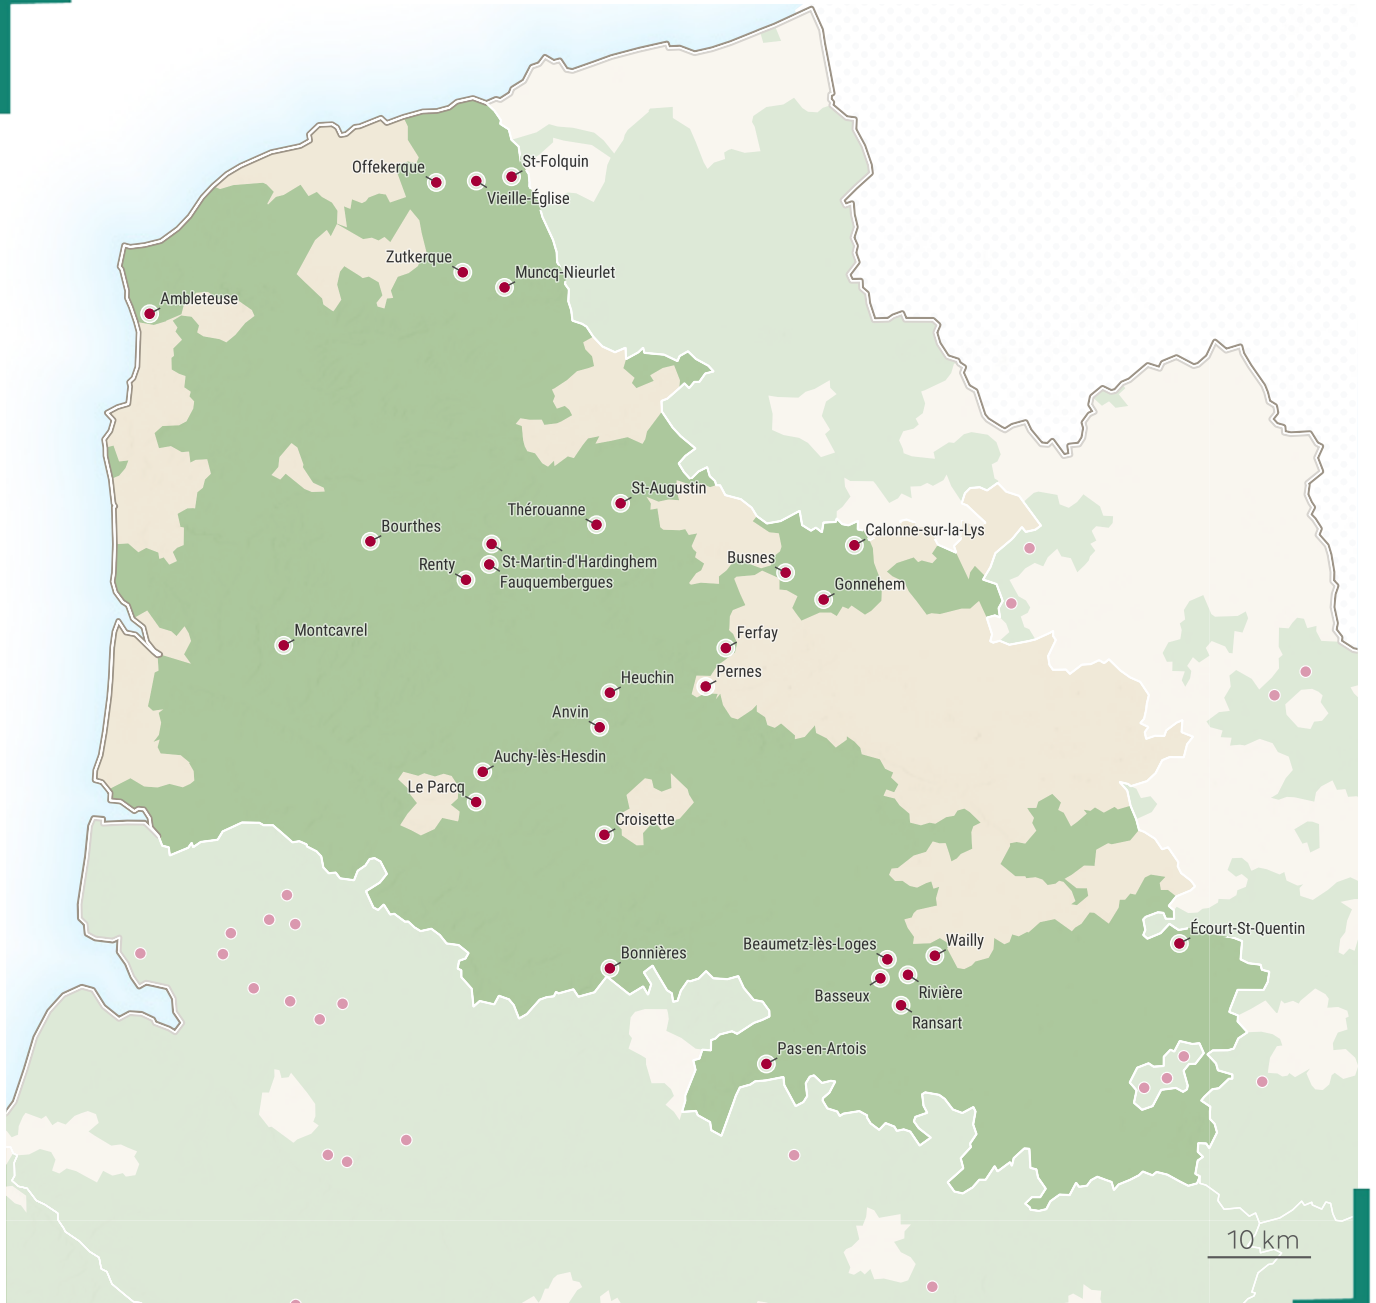 St-Folquin
Offekerque
Vieille-Église
Zutkerque
Muncq-Nieurlet
Ambleteuse
St-Augustin
Thérouanne
Bourthes
Calonne-sur-la-Lys
Busnes
St-Martin-d'Hardinghem
Renty
Fauquembergues
Gonnehem
Montcavrel
Ferfay
Pernes
Heuchin
Anvin
Auchy-lès-Hesdin
Le Parcq
Croisette
Écourt-St-Quentin
Wailly
Beaumetz-lès-Loges
Bonnières
Rivière
Basseux
Ransart
Pas-en-Artois
10 km